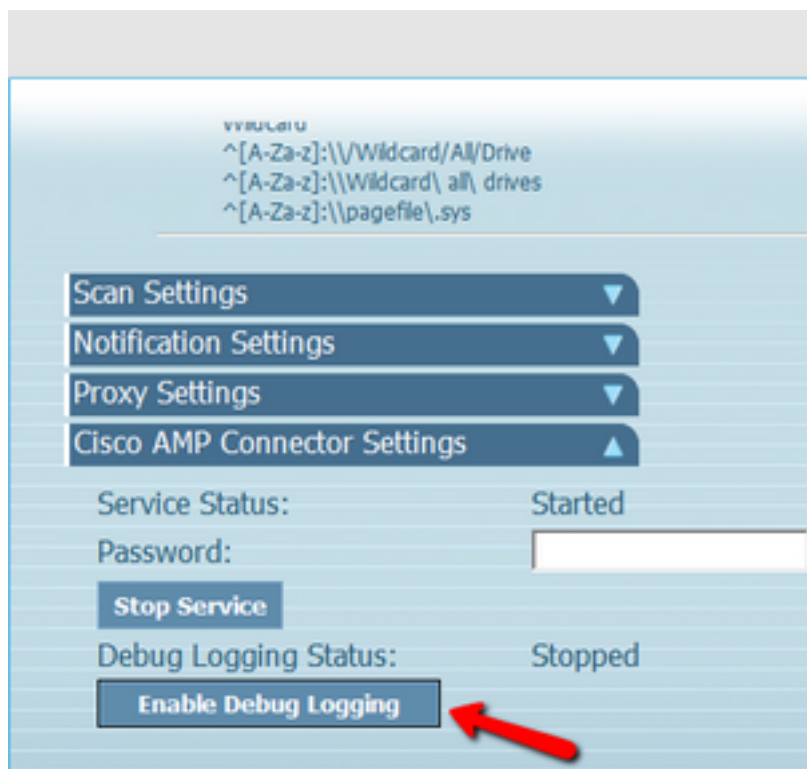 ^[A-Za-z]:\\/Wildcard/All/Drive
^[A-Za-z]:\\Wildcard\ all\ drives
^[A-Za-z]:\\pagefile\.sys
Scan Settings
Notification Settings
Proxy Settings
Cisco AMP Connector Settings
Service Status: Started
Password:
Stop Service
Debug Logging Status: Stopped
Enable Debug Logging